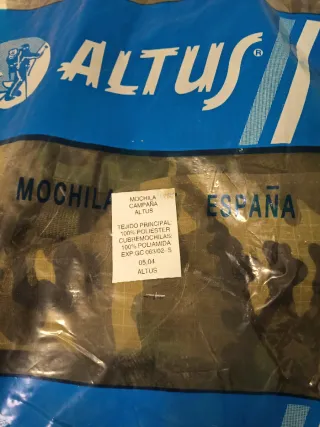 ALTUS®
MOCHILA
ESPAÑA
MOCHILA
CAMPAÑA
ALTUS
TEJIDO PRINCIPAL
100% POLIESTER
CUBREMOCHILAS:
100% POLIAMIDA
EXP.GC 061/02- S
05,04
ALTUS